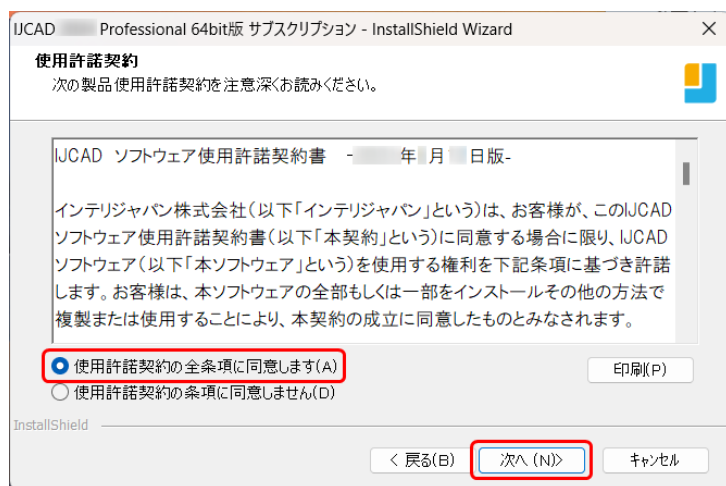 IJCAD Professional 64bit版 サブスクリプション - InstallShield Wizard
使用許諾契約
次の製品使用許諾契約を注意深くお読みください。
IJCAD ソフトウェア使用許諾契約書 - 年 月 日版-
インテリジャパン株式会社(以下「インテリジャパン」という)は、お客様が、このIJCAD
ソフトウェア使用許諾契約書(以下「本契約」という)に同意する場合に限り、IJCAD
ソフトウェア(以下「本ソフトウェア」という)を使用する権利を下記条項に基づき許諾
します。お客様は、本ソフトウェアの全部もしくは一部をインストールその他の方法で
複製または使用することにより、本契約の成立に同意したものとみなされます。
使用許諾契約の全条項に同意します(A)
印刷(P)
使用許諾契約の条項に同意しません(D)
InstallShield
< 戻る(B)
次へ (N)>
キャンセル